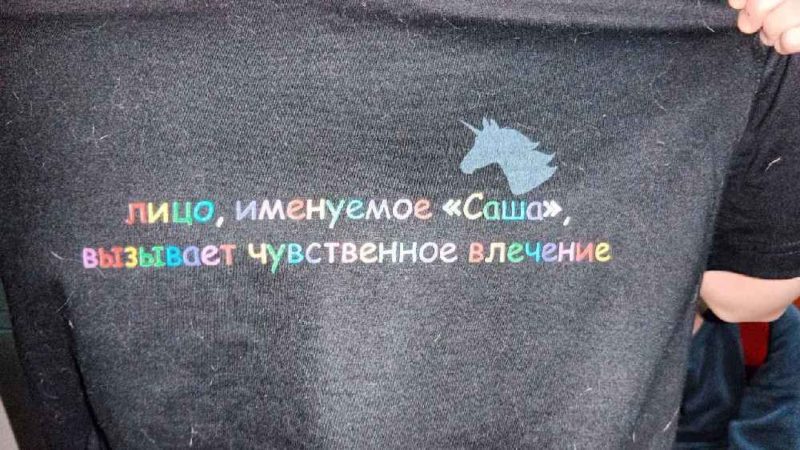 лицо, именуемое «Саша»,
вызывает чувственное влечение